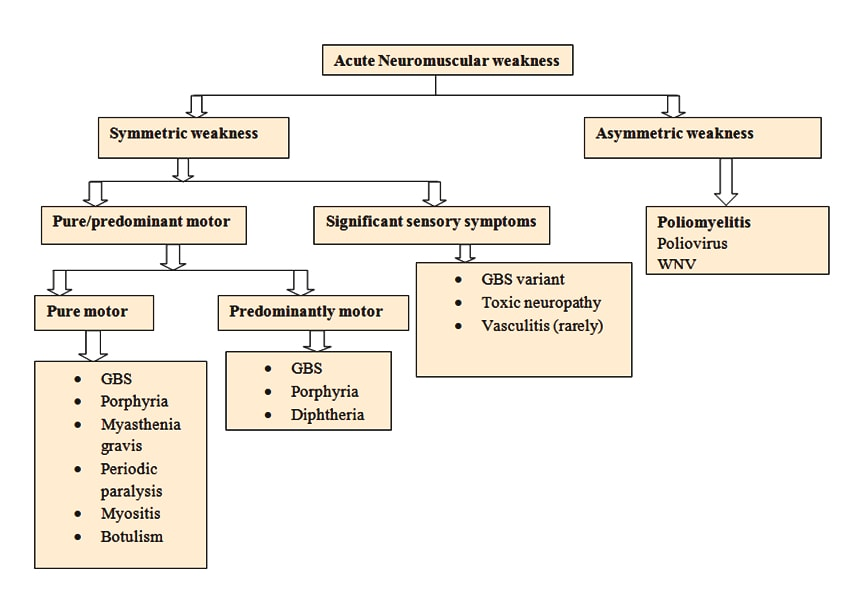 Acute Neuromuscular weakness
Symmetric weakness
Asymmetric weakness
Pure/predominant motor
Significant sensory symptoms
Poliomyelitis
Poliovirus
WNV
• GBS variant
• Toxic neuropathy
• Vasculitis (rarely)
Pure motor
Predominantly motor
• GBS
• Porphyria
• Myasthenia
gravis
• Periodic
paralysis
• Myositis
• Botulism
• GBS
• Porphyria
• Diphtheria